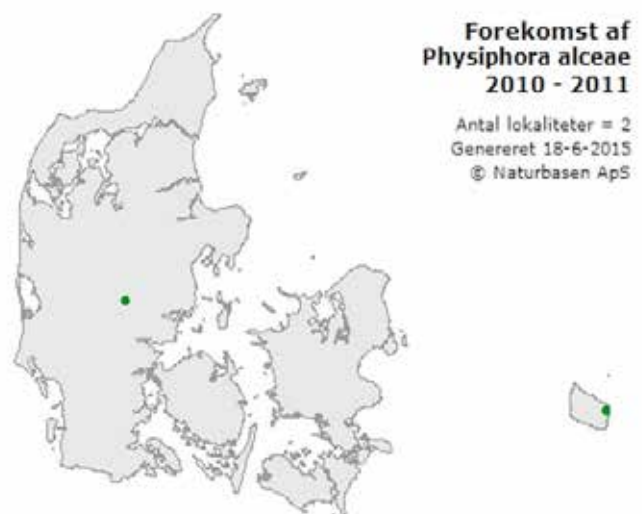 Forekomst af
Physiphora alceae
2010 - 2011
Antal lokaliteter = 2
Genereret 18-6-2015
© Naturbasen ApS